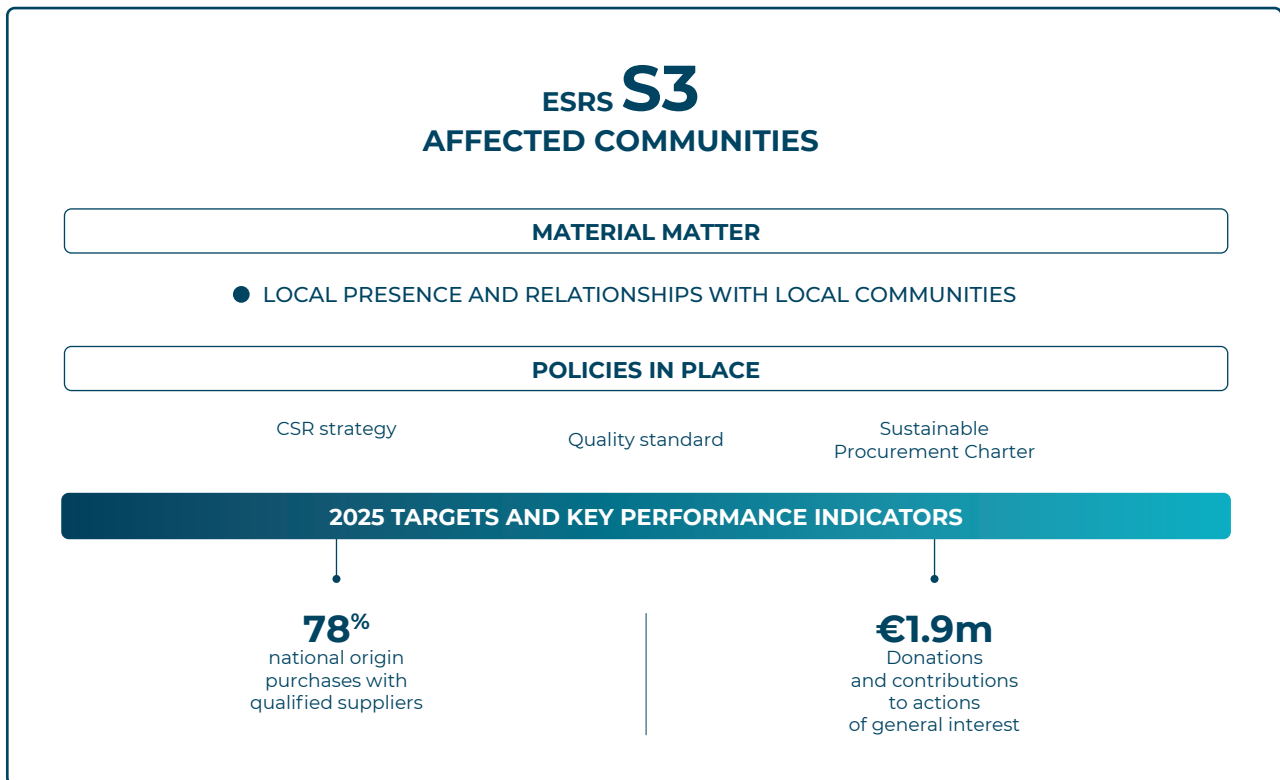 ESRS S3
AFFECTED COMMUNITIES
MATERIAL MATTER
LOCAL PRESENCE AND RELATIONSHIPS WITH LOCAL COMMUNITIES
POLICIES IN PLACE
CSR strategy
Quality standard
Sustainable
Procurement Charter
2025 TARGETS AND KEY PERFORMANCE INDICATORS
78%
national origin
purchases with
qualified suppliers
€1.9m
Donations
and contributions
to actions
of general interest